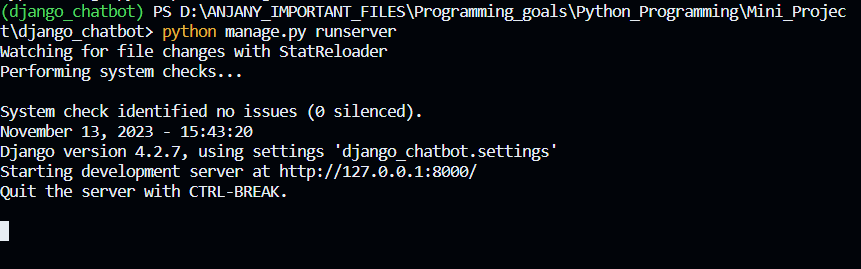 (django_chatbot) PS D:\ANJANY_IMPORTANT_FILES\Programming_goals\Python_Programming\Mini_Projec
t\django_chatbot> python manage.py runserver
Watching for file changes with StatReloader
Performing system checks...
System check identified no issues (0 silenced).
November 13, 2023 - 15:43:20
Django version 4.2.7, using settings 'django_chatbot.settings'
Starting development server at http://127.0.0.1:8000/
Quit the server with CTRL-BREAK.